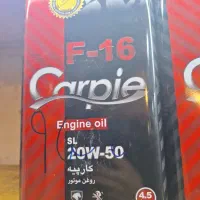 F-16
Carpie
Engine oil
SL
20W-50
کارپیه
روغن موتور
4.5